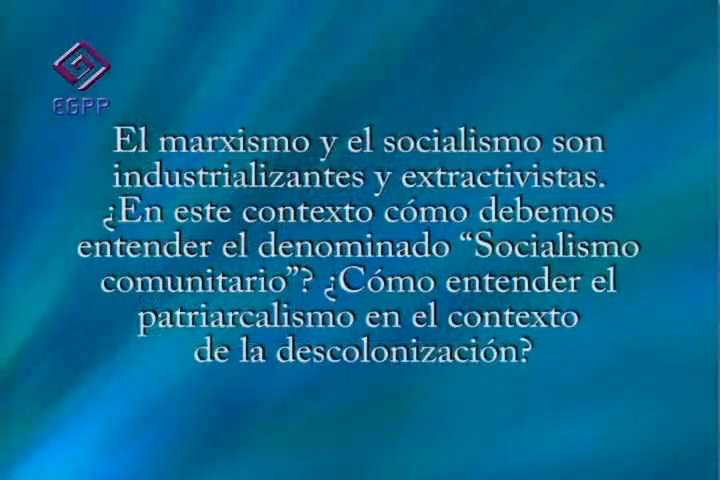 EGPP
El marxismo y el socialismo son
industrializantes y extractivistas.
¿En este contexto cómo debemos
entender el denominado “Socialismo
comunitario”? ¿Cómo entender el
patriarcalismo en el contexto
de la descolonización?